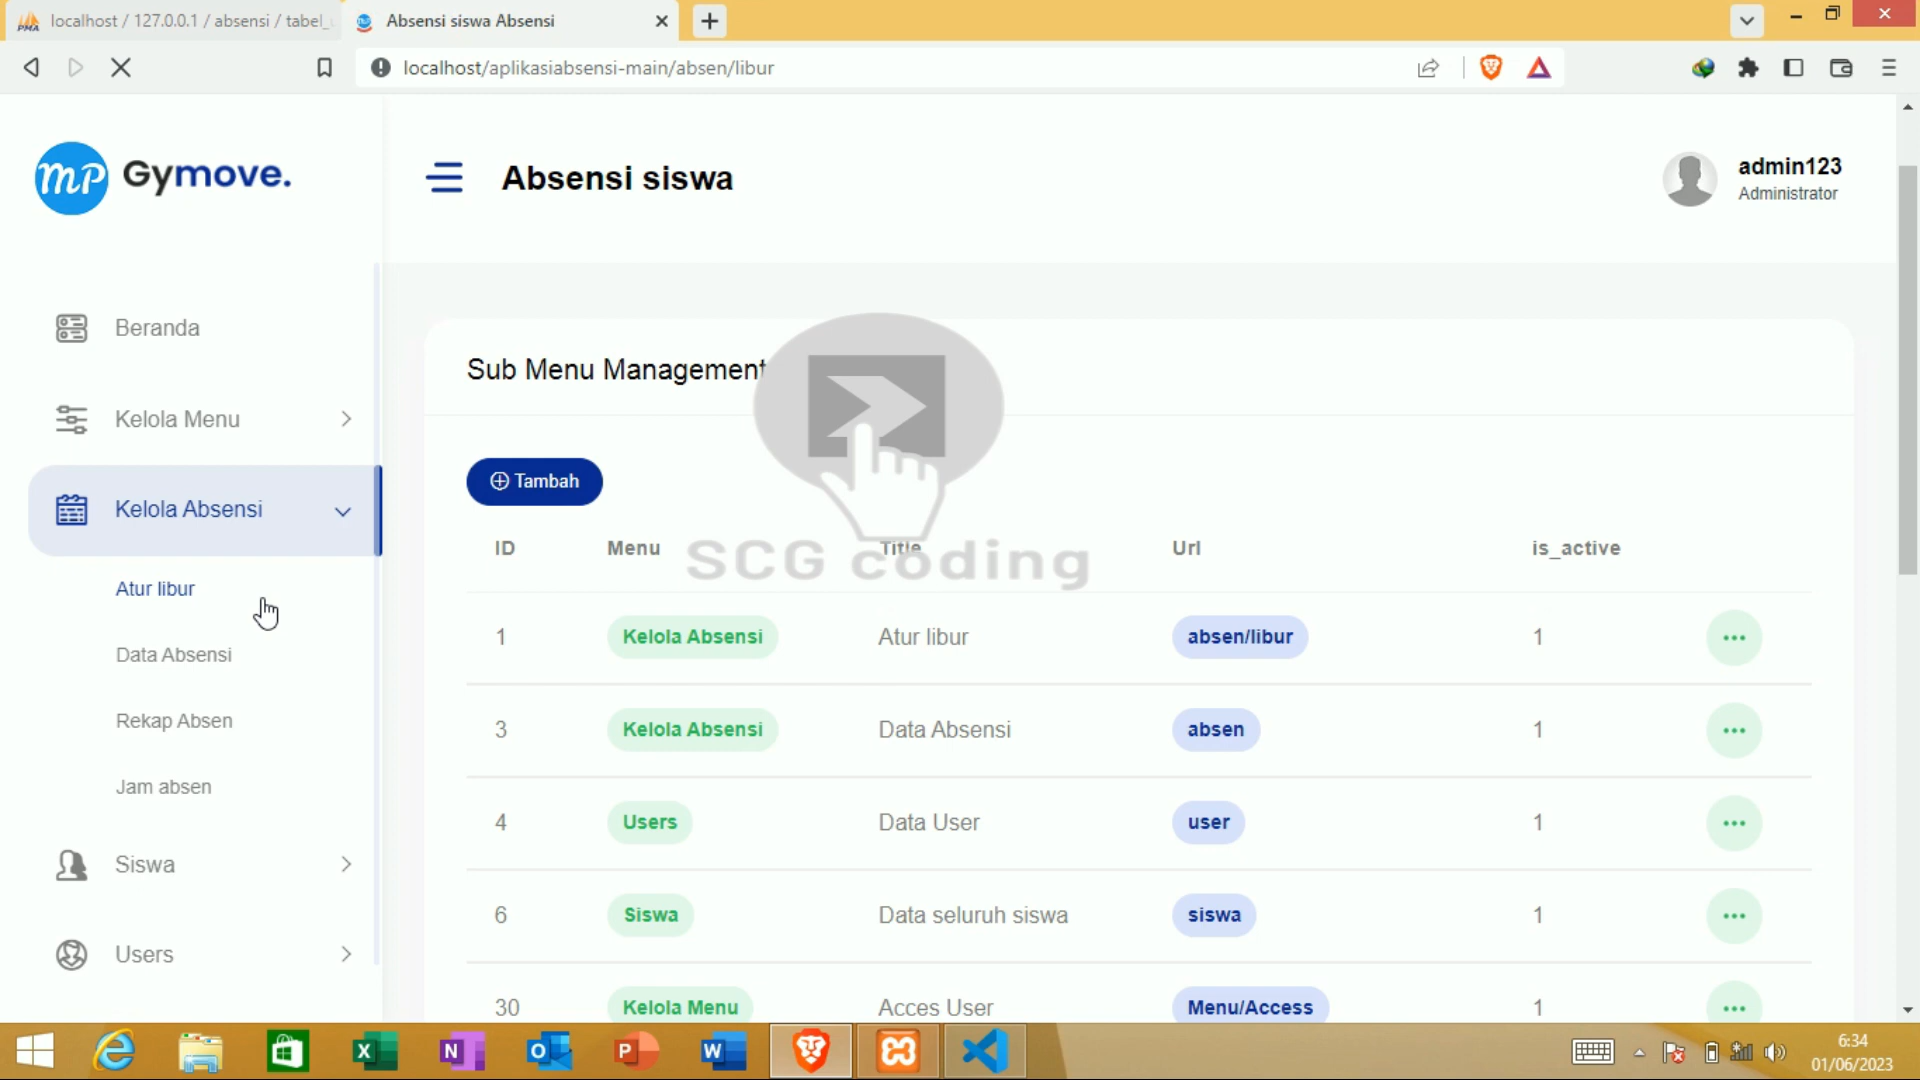 localhost / 127.0.0.1 / absensi / tabel_u
Absensi siswa Absensi
localhost/aplikasiabsensi-main/absen/libur
mp Gymove.
Absensi siswa
admin123
Administrator
Beranda
Kelola Menu
Kelola Absensi
Atur libur
Data Absensi
Rekap Absen
Jam absen
Siswa
Users
Sub Menu Management
Tambah
SCG coding
ID Menu Title Url is_active
1 Kelola Absensi Atur libur absen/libur 1
3 Kelola Absensi Data Absensi absen 1
4 Users Data User user 1
6 Siswa Data seluruh siswa siswa 1
30 Kelola Menu Acces User Menu/Access 1
6:34
01/06/2023